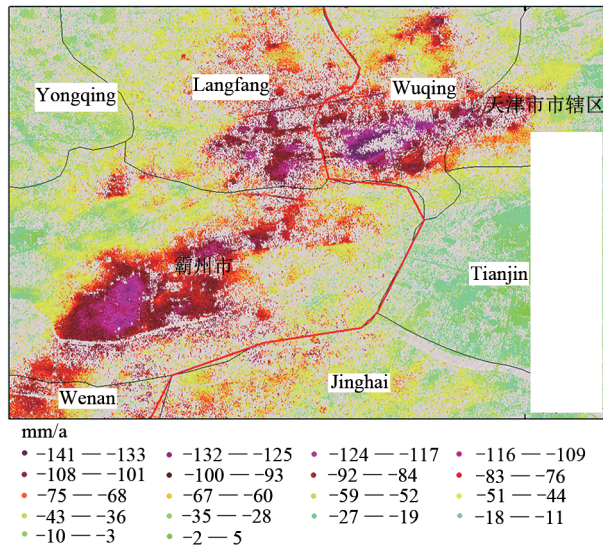 Yongqing
Langfang
Wuqing
天津市市辖区
霸州市
Tianjin
Jinghai
Wenan
mm/a
-141 — -133 -132 — -125 -124 — -117 -116 — -109
-108 — -101 -100 — -93 -92 — -84 -83 — -76
-75 — -68 -67 — -60 -59 — -52 -51 — -44
-43 — -36 -35 — -28 -27 — -19 -18 — -11
-10 — -3 -2 — 5